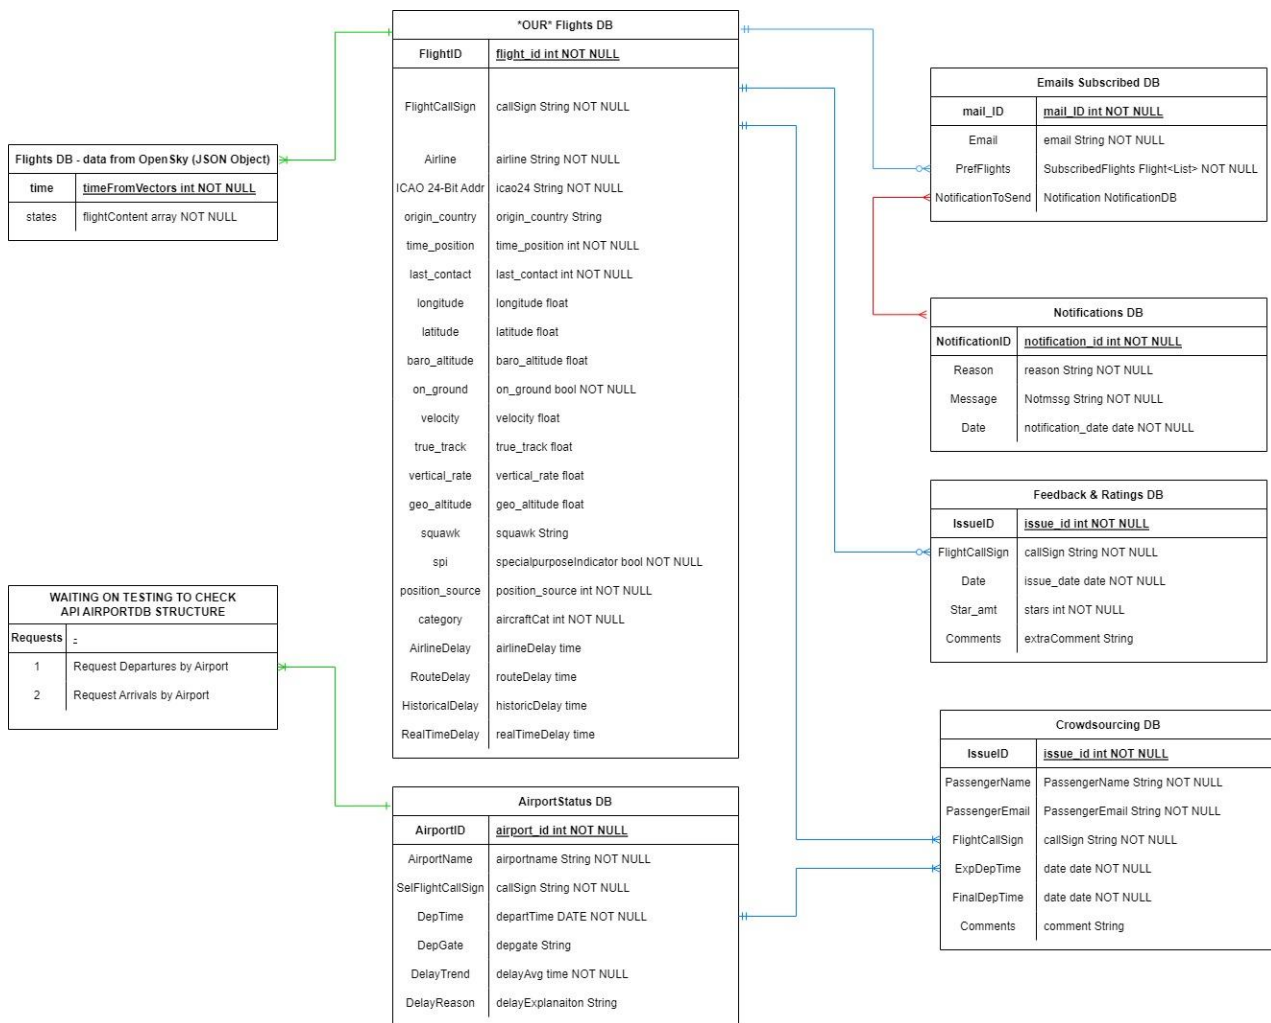 *OUR* Flights DB
FlightID flight_id int NOT NULL
FlightCallSign callSign String NOT NULL
Airline airline String NOT NULL
ICAO 24-Bit Addr icao24 String NOT NULL
origin_country origin_country String
time_position time_position int NOT NULL
last_contact last_contact int NOT NULL
longitude longitude float
latitude latitude float
baro_altitude baro_altitude float
on_ground on_ground bool NOT NULL
velocity velocity float
true_track true_track float
vertical_rate vertical_rate float
geo_altitude geo_altitude float
squawk squawk String
spi specialpurposeIndicator bool NOT NULL
position_source position_source int NOT NULL
category aircraftCat int NOT NULL
AirlineDelay airlineDelay time
RouteDelay routeDelay time
HistoricalDelay historicDelay time
RealTimeDelay realTimeDelay time
Flights DB - data from OpenSky (JSON Object)
time timeFromVectors int NOT NULL
states flightContent array NOT NULL
WAITING ON TESTING TO CHECK
API AIRPORTDB STRUCTURE
Requests -
1 Request Departures by Airport
2 Request Arrivals by Airport
AirportStatus DB
AirportID airport_id int NOT NULL
AirportName airportname String NOT NULL
SelFlightCallSign callSign String NOT NULL
DepTime departTime DATE NOT NULL
DepGate depgate String
DelayTrend delayAvg time NOT NULL
DelayReason delayExplanaiton String
Emails Subscribed DB
mail_ID mail_ID int NOT NULL
Email email String NOT NULL
PrefFlights SubscribedFlights Flight<List> NOT NULL
NotificationToSend Notification NotificationDB
Notifications DB
NotificationID notification_id int NOT NULL
Reason reason String NOT NULL
Message Notmssg String NOT NULL
Date notification_date date NOT NULL
Feedback & Ratings DB
IssueID issue_id int NOT NULL
FlightCallSign callSign String NOT NULL
Date issue_date date NOT NULL
Star_amt stars int NOT NULL
Comments extraComment String
Crowdsourcing DB
IssueID issue_id int NOT NULL
PassengerName PassengerName String NOT NULL
PassengerEmail PassengerEmail String NOT NULL
FlightCallSign callSign String NOT NULL
ExpDepTime date date NOT NULL
FinalDepTime date date NOT NULL
Comments comment String